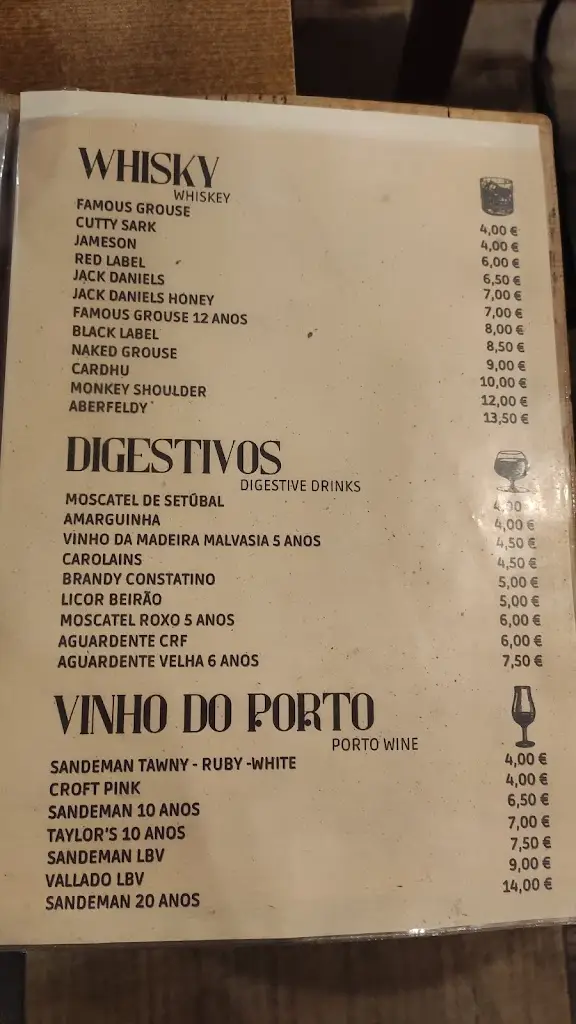 WHISKY
WHISKEY
FAMOUS GROUSE 4,00 €
CUTTY SARK 4,00 €
JAMESON 6,00 €
RED LABEL 6,50 €
JACK DANIELS 7,00 €
JACK DANIELS HONEY 7,00 €
FAMOUS GROUSE 12 ANOS 8,00 €
BLACK LABEL 8,50 €
NAKED GROUSE 9,00 €
CARDHU 10,00 €
MONKEY SHOULDER 12,00 €
ABERFELDY 13,50 €
DIGESTIVOS
DIGESTIVE DRINKS
MOSCATEL DE SETÚBAL 4,00
AMARGUINHA 4,00 €
VINHO DA MADEIRA MALVASIA 5 ANOS 4,50 €
CAROLAINS 4,50 €
BRANDY CONSTATINO 5,00 €
LICOR BEIRÃO 5,00 €
MOSCATEL ROXO 5 ANOS 6,00 €
AGUARDENTE CRF 6,00 €
AGUARDENTE VELHA 6 ANOS 7,50 €
VINHO DO PORTO
PORTO WINE
SANDEMAN TAWNY - RUBY -WHITE 4,00 €
CROFT PINK 4,00 €
SANDEMAN 10 ANOS 6,50 €
TAYLOR'S 10 ANOS 7,00 €
SANDEMAN LBV 7,50 €
VALLADO LBV 9,00 €
SANDEMAN 20 ANOS 14,00 €